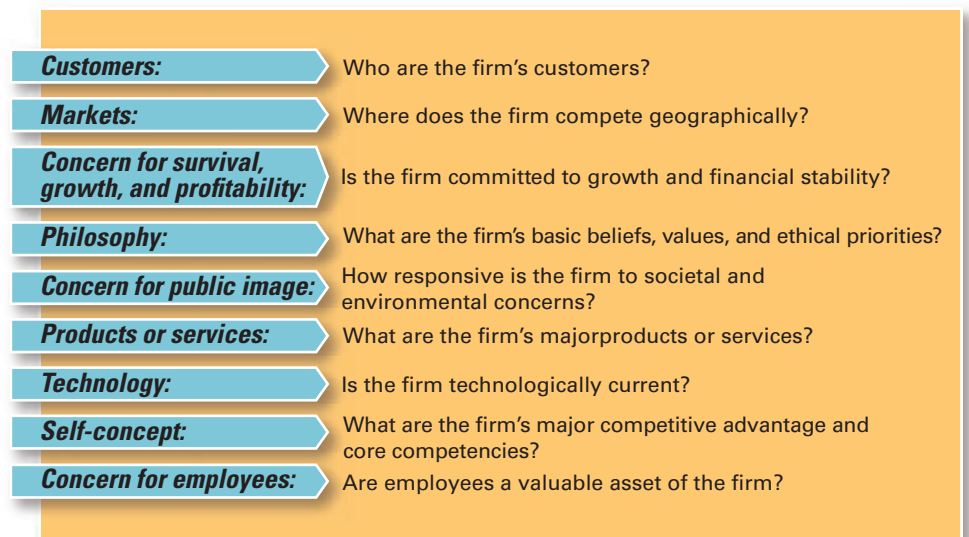 Customers:
Who are the firm's customers?
Markets:
Where does the firm compete geographically?
Concern for survival,
growth, and profitability:
Is the firm committed to growth and financial stability?
Philosophy:
What are the firm's basic beliefs, values, and ethical priorities?
Concern for public image:
How responsive is the firm to societal and
environmental concerns?
Products or services:
What are the firm's majorproducts or services?
Technology:
Is the firm technologically current?
Self-concept:
What are the firm's major competitive advantage and
core competencies?
Concern for employees:
Are employees a valuable asset of the firm?